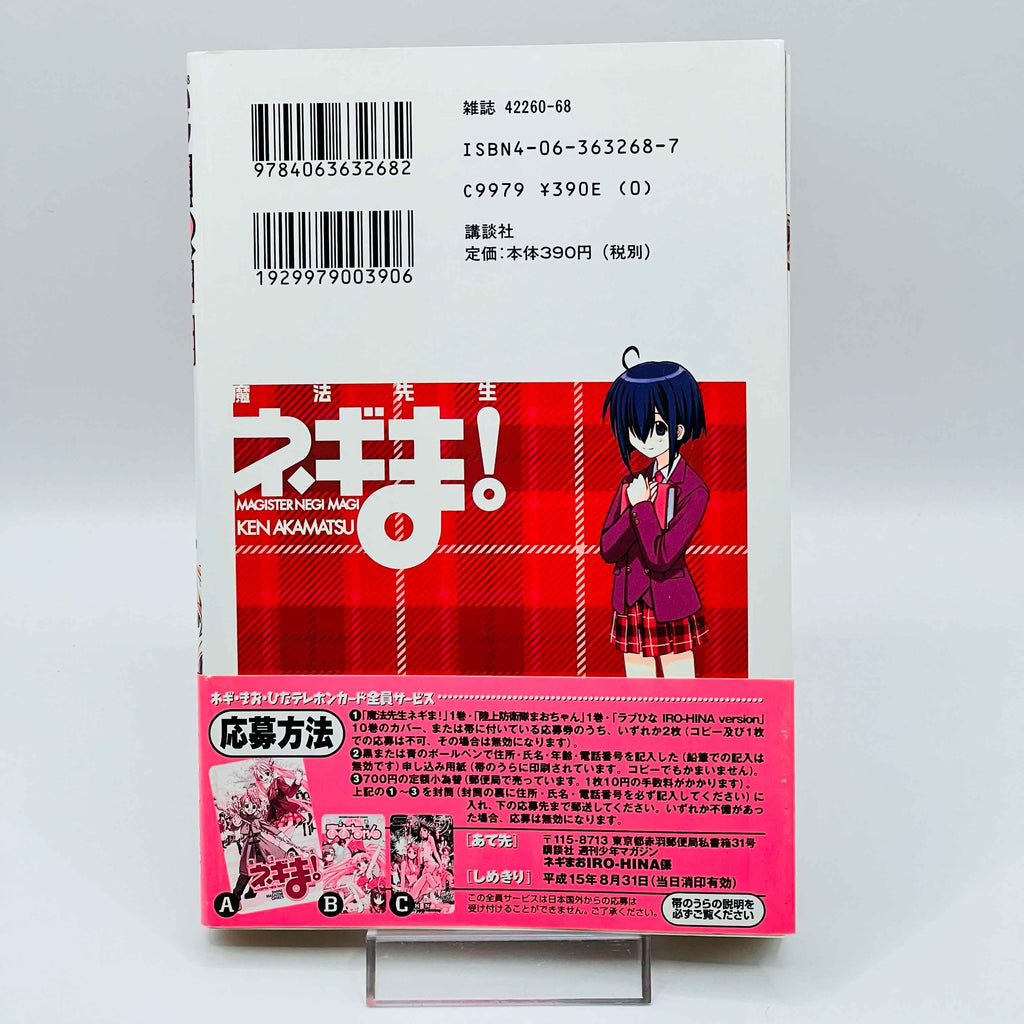 9784063632682
雑誌 42260-68
ISBN4-06-363268-7
C9979 ¥390E (0)
1929979003906
講談社
定価:本体390円(税別)
魔法先生
ネギま!
MAGISTER NEGI MAGI
KEN AKAMATSU
ネギ・まお・ひなテレホンカード全員サービス
応募方法
❶「魔法先生ネギま!」1巻・「陸上防衛隊まおちゃん」1巻・「ラブひな IRO-HINA version」
10巻のカバー、または帯に付いている応募券のうち、いずれか2枚(コピー及び1枚
での応募は不可、その場合は無効になります)。
❷黒または青のボールペンで住所・氏名・年齢・電話番号を記入した(鉛筆での記入は
無効です)申し込み用紙(帯のうらに印刷されています。コピーでもかまいません)。
❸700円の定額小為替(郵便局で売っています。1枚10円の手数料がかかります)。
上記の❶〜❸を封筒(封筒の裏に住所・氏名・電話番号を必ず記入してください)に
入れ、下の応募先まで郵送してください。いずれか不備があっ
た場合、応募は無効になります。
[あて先]
〒115-8713 東京都赤羽郵便局私書箱31号
講談社 週刊少年マガジン
ネギまおIRO-HINA係
[しめきり]
平成15年8月31日(当日消印有効)
この全員サービスは日本国外からの応募は
受け付けることができません。ご了承ください。
帯のうらの説明を
必ずご覧ください
ネギま!
まおちゃん
A
B
C